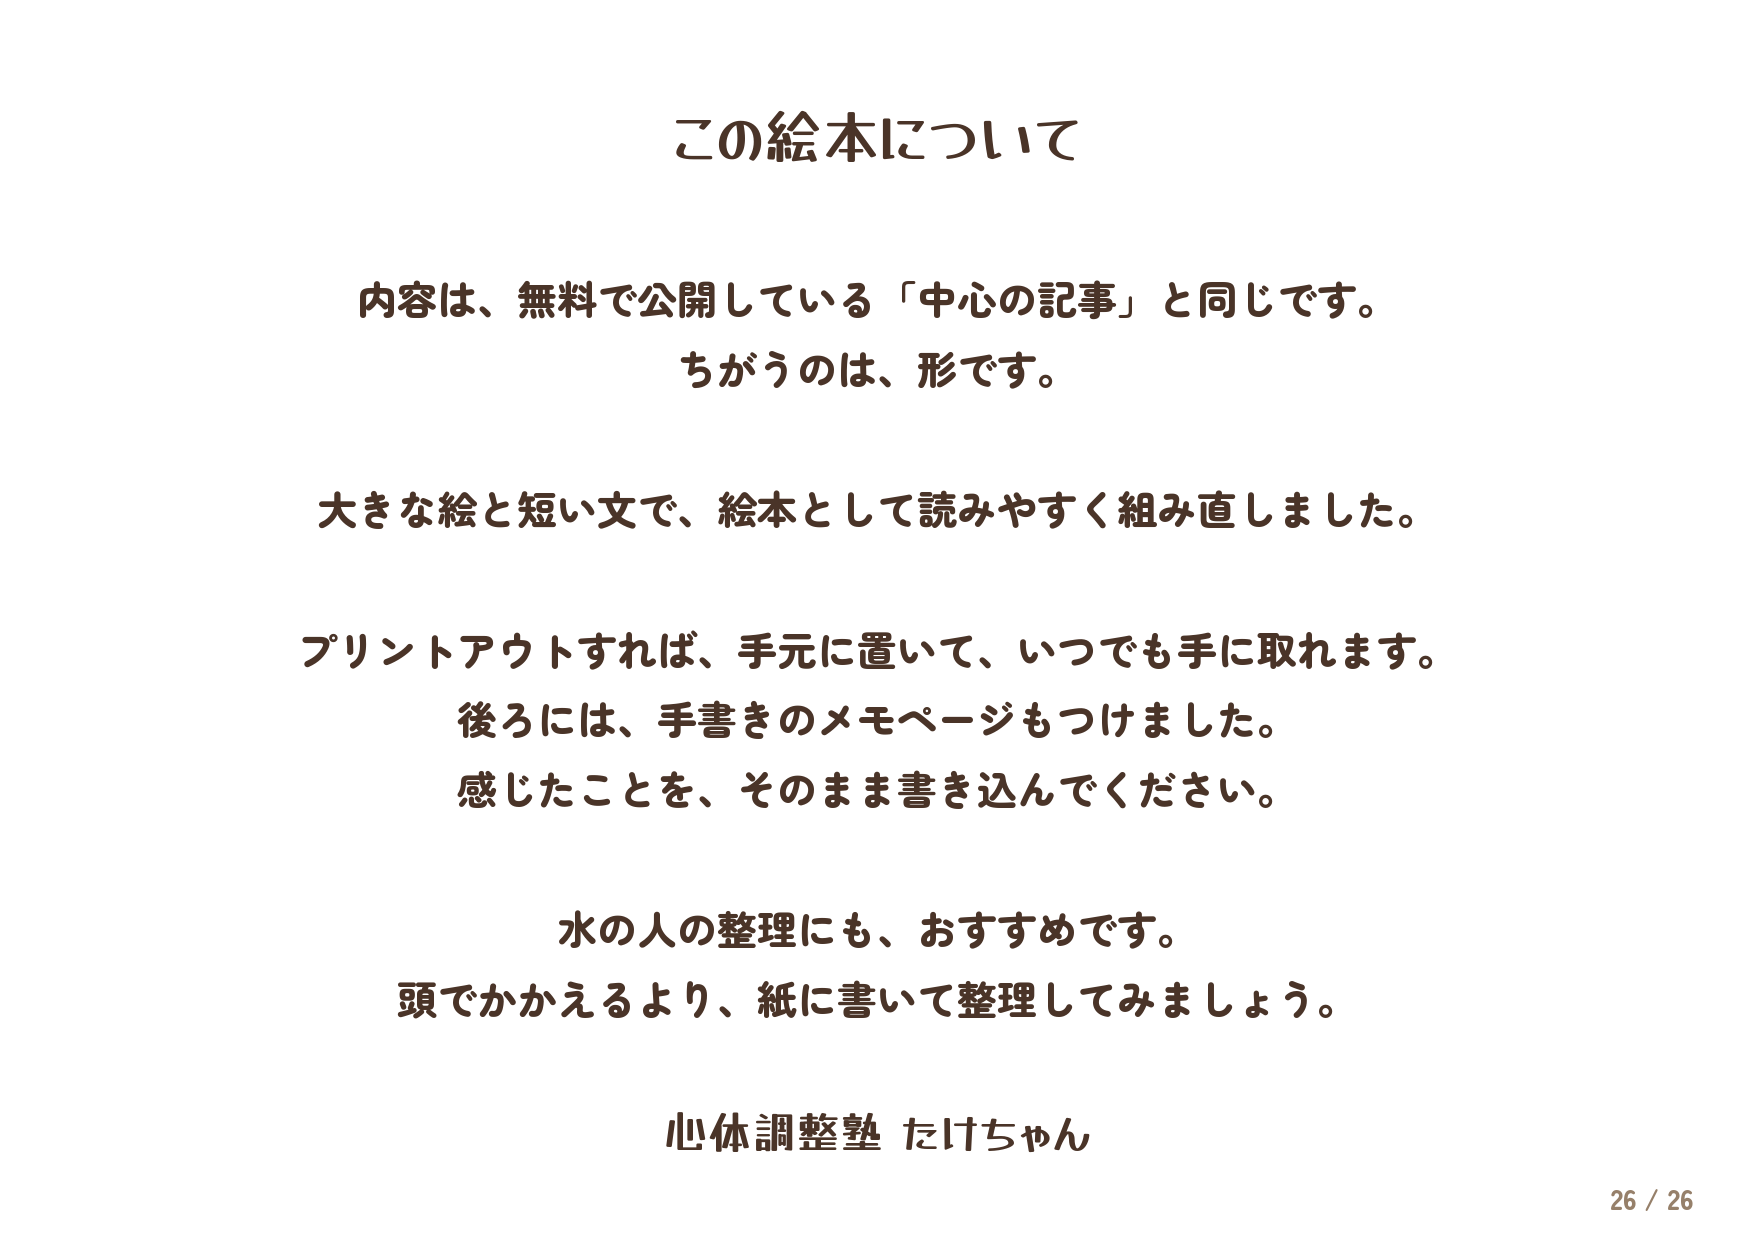 この絵本について
内容は、無料で公開している「中心の記事」と同じです。
ちがうのは、形です。
大きな絵と短い文で、絵本として読みやすく組み直しました。
プリントアウトすれば、手元に置いて、いつでも手に取れます。
後ろには、手書きのメモページもつけました。
感じたことを、そのまま書き込んでください。
水の人の整理にも、おすすめです。
頭でかかえるより、紙に書いて整理してみましょう。
心体調整塾 たけちゃん
26 / 26